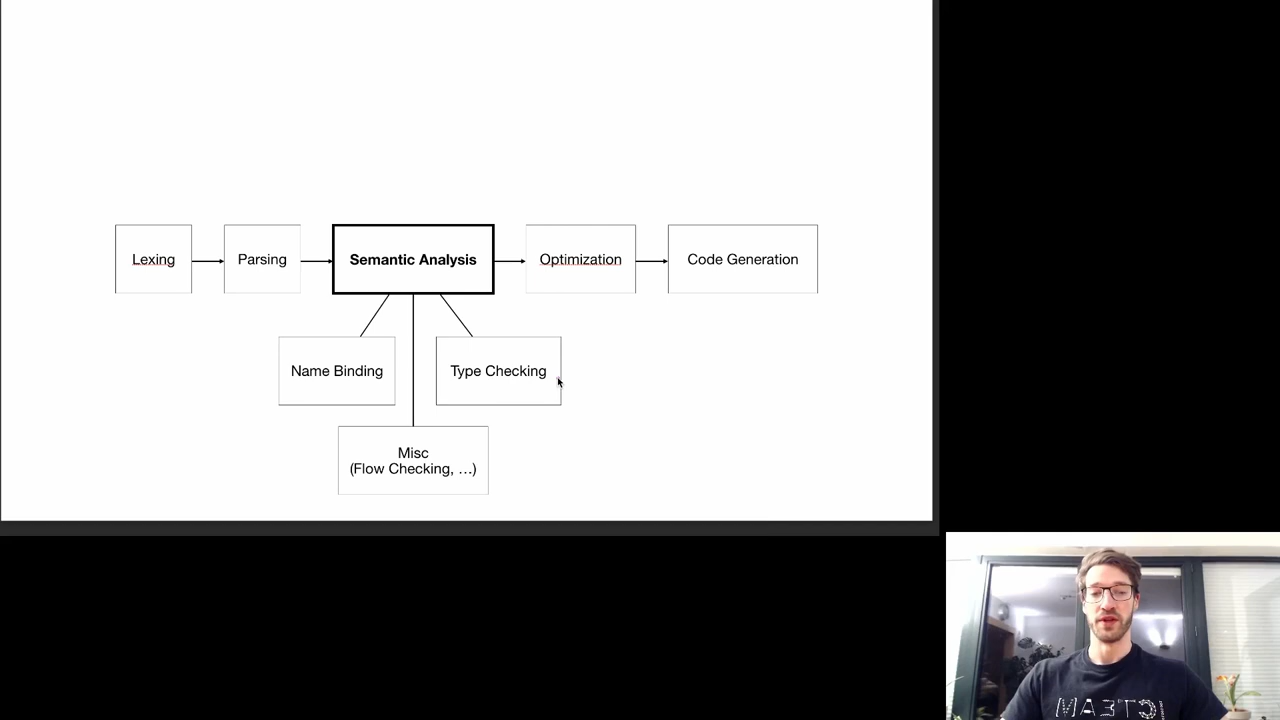 Lexing
Parsing
Semantic Analysis
Optimization
Code Generation
Name Binding
Type Checking
Misc
(Flow Checking, …)